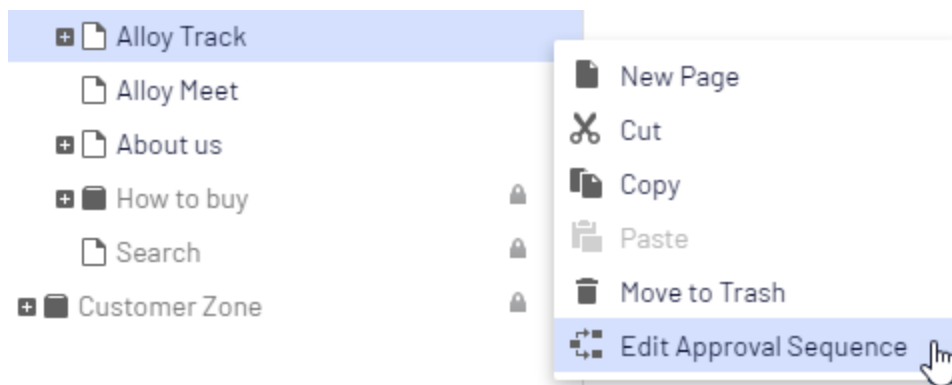 Alloy Track
Alloy Meet
About us
How to buy
Search
Customer Zone
New Page
Cut
Copy
Paste
Move to Trash
Edit Approval Sequence